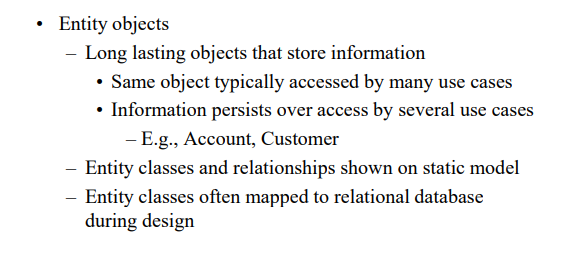 • Entity objects
– Long lasting objects that store information
• Same object typically accessed by many use cases
• Information persists over access by several use cases
– E.g., Account, Customer
– Entity classes and relationships shown on static model
– Entity classes often mapped to relational database
during design